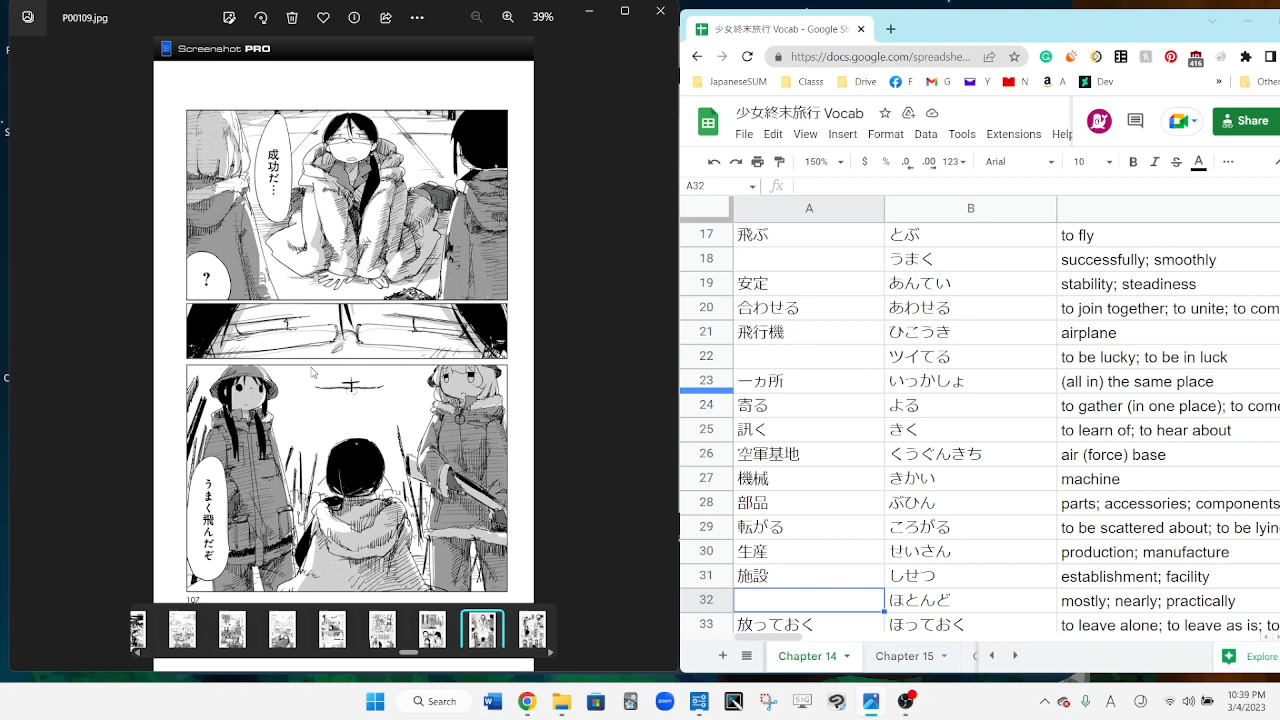 P00109.jpg
39%
Screenshot PRO
成功だ…
?
うまく飛んだぞ
107
少女終末旅行 Vocab - Google Sh
https://docs.google.com/spreadshe
416
JapaneseSUM
Classs
Drive
F
G
Y
N
A
Dev
»
Other
少女終末旅行 Vocab
File Edit View Insert Format Data Tools Extensions Help
Share
150% $ % .0 .00 123 Arial 10 B I S A
A32 fx
A B
17 飛ぶ とぶ to fly
18 うまく successfully; smoothly
19 安定 あんてい stability; steadiness
20 合わせる あわせる to join together; to unite; to com
21 飛行機 ひこうき airplane
22 ツイてる to be lucky; to be in luck
23 一ヵ所 いっかしょ (all in) the same place
24 寄る よる to gather (in one place); to come
25 訊く きく to learn of; to hear about
26 空軍基地 くうぐんきち air (force) base
27 機械 きかい machine
28 部品 ぶひん parts; accessories; components
29 転がる ころがる to be scattered about; to be lying
30 生産 せいさん production; manufacture
31 施設 しせつ establishment; facility
32 ほとんど mostly; nearly; practically
33 放っておく ほっておく to leave alone; to leave as is; to
Chapter 14 Chapter 15 Explore
Search
zoom
A
10:39 PM
3/4/2023